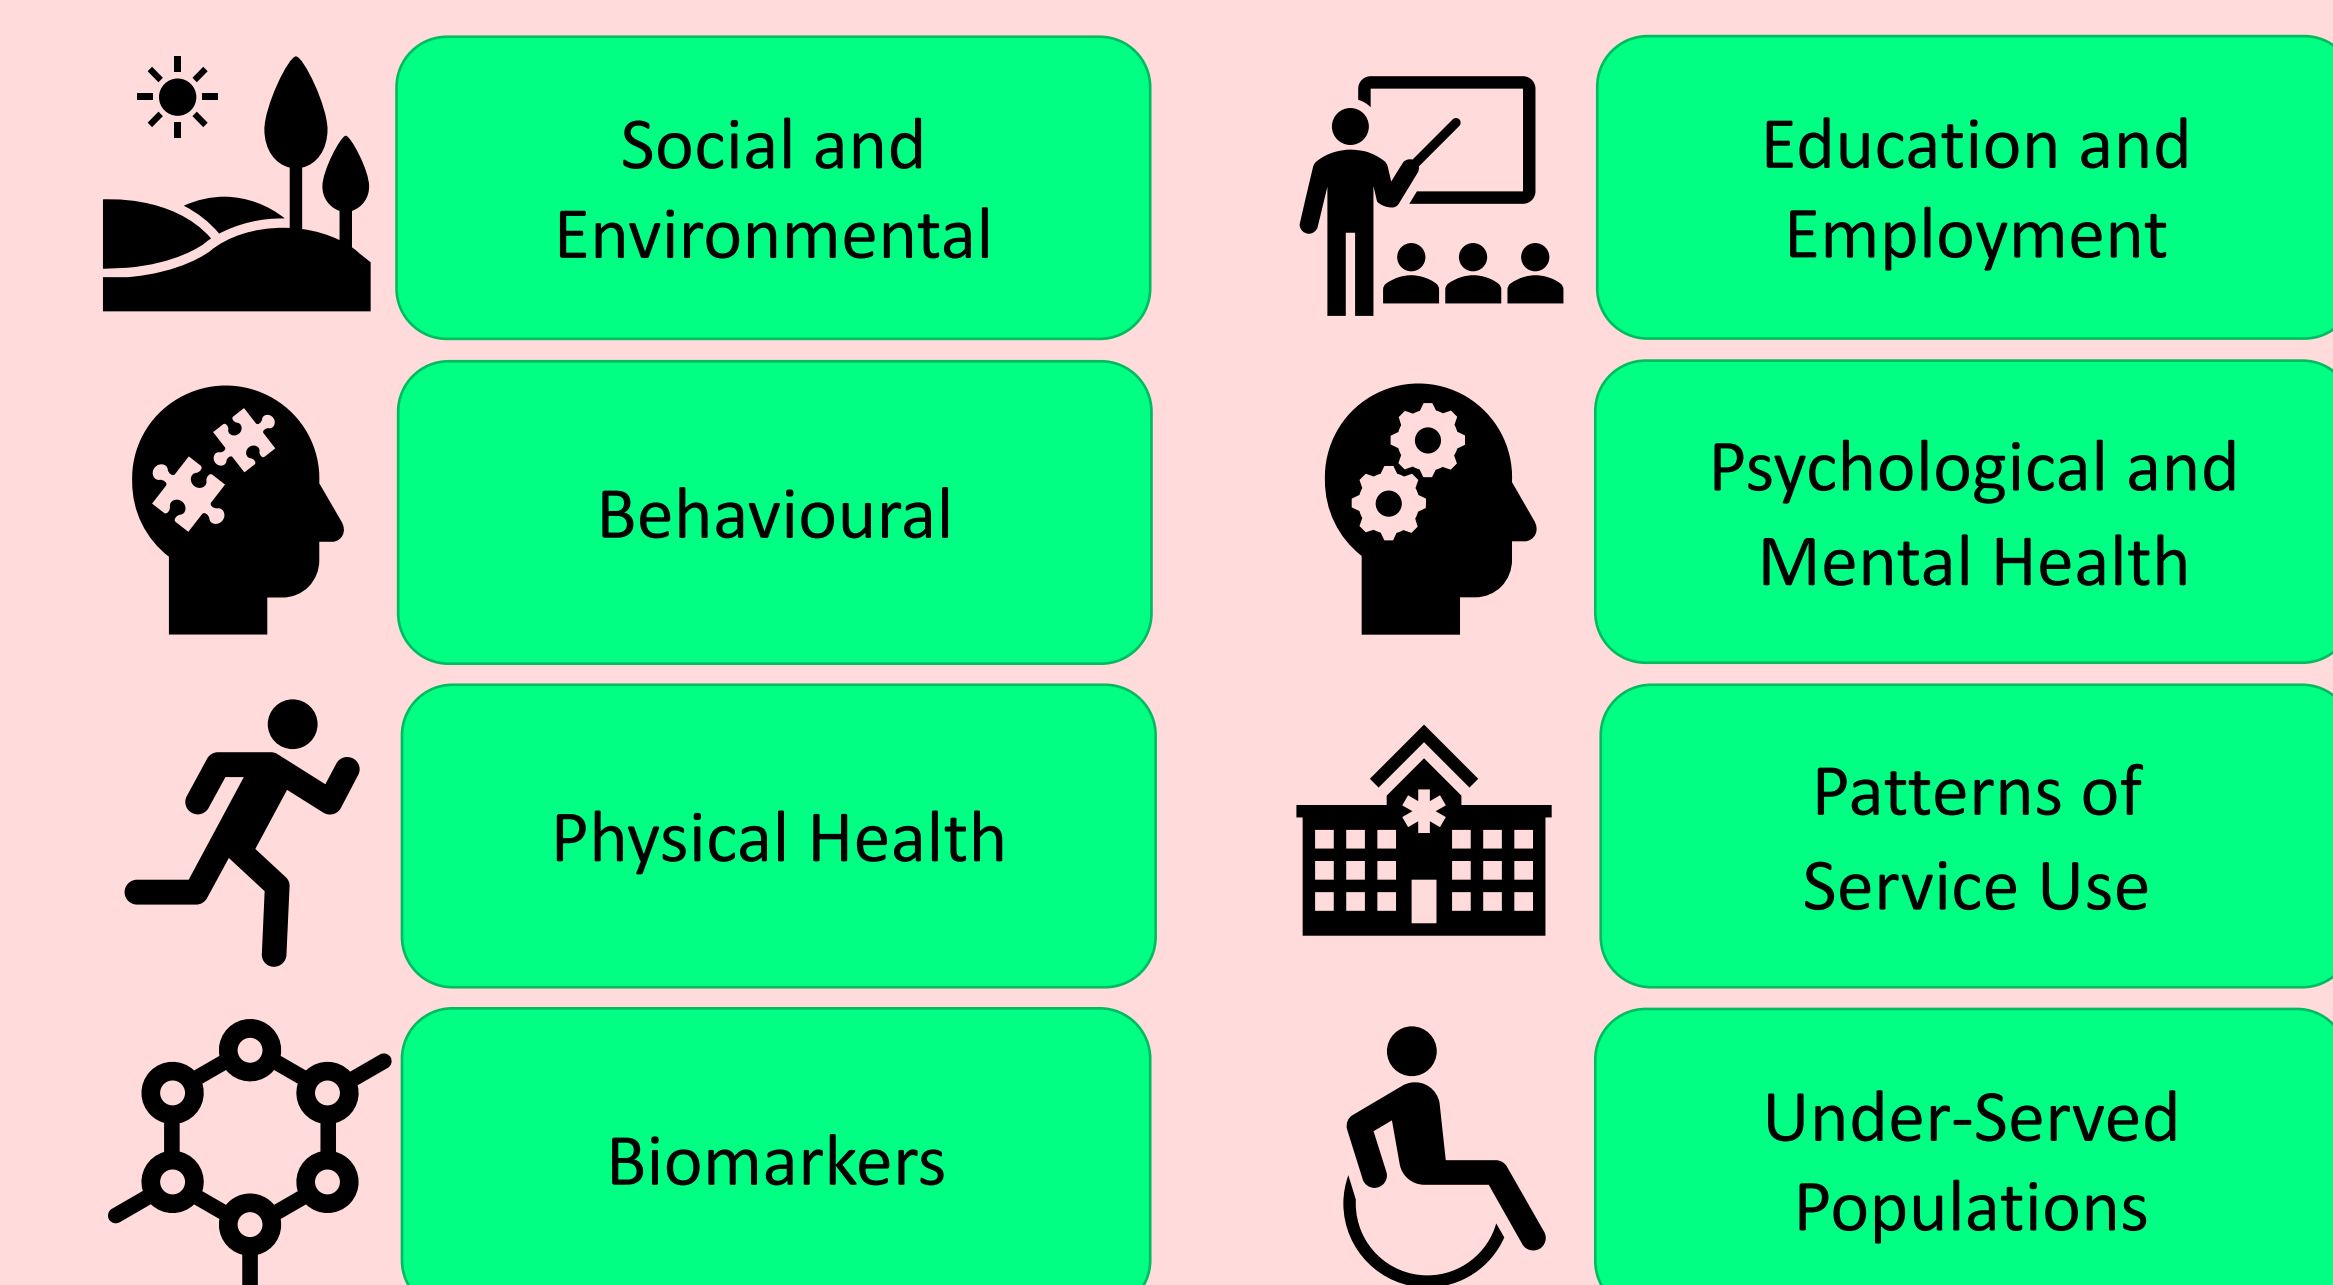 Social and
Environmental
Education and
Employment
Behavioural
Psychological and
Mental Health
Physical Health
Patterns of
Service Use
Biomarkers
Under-Served
Populations